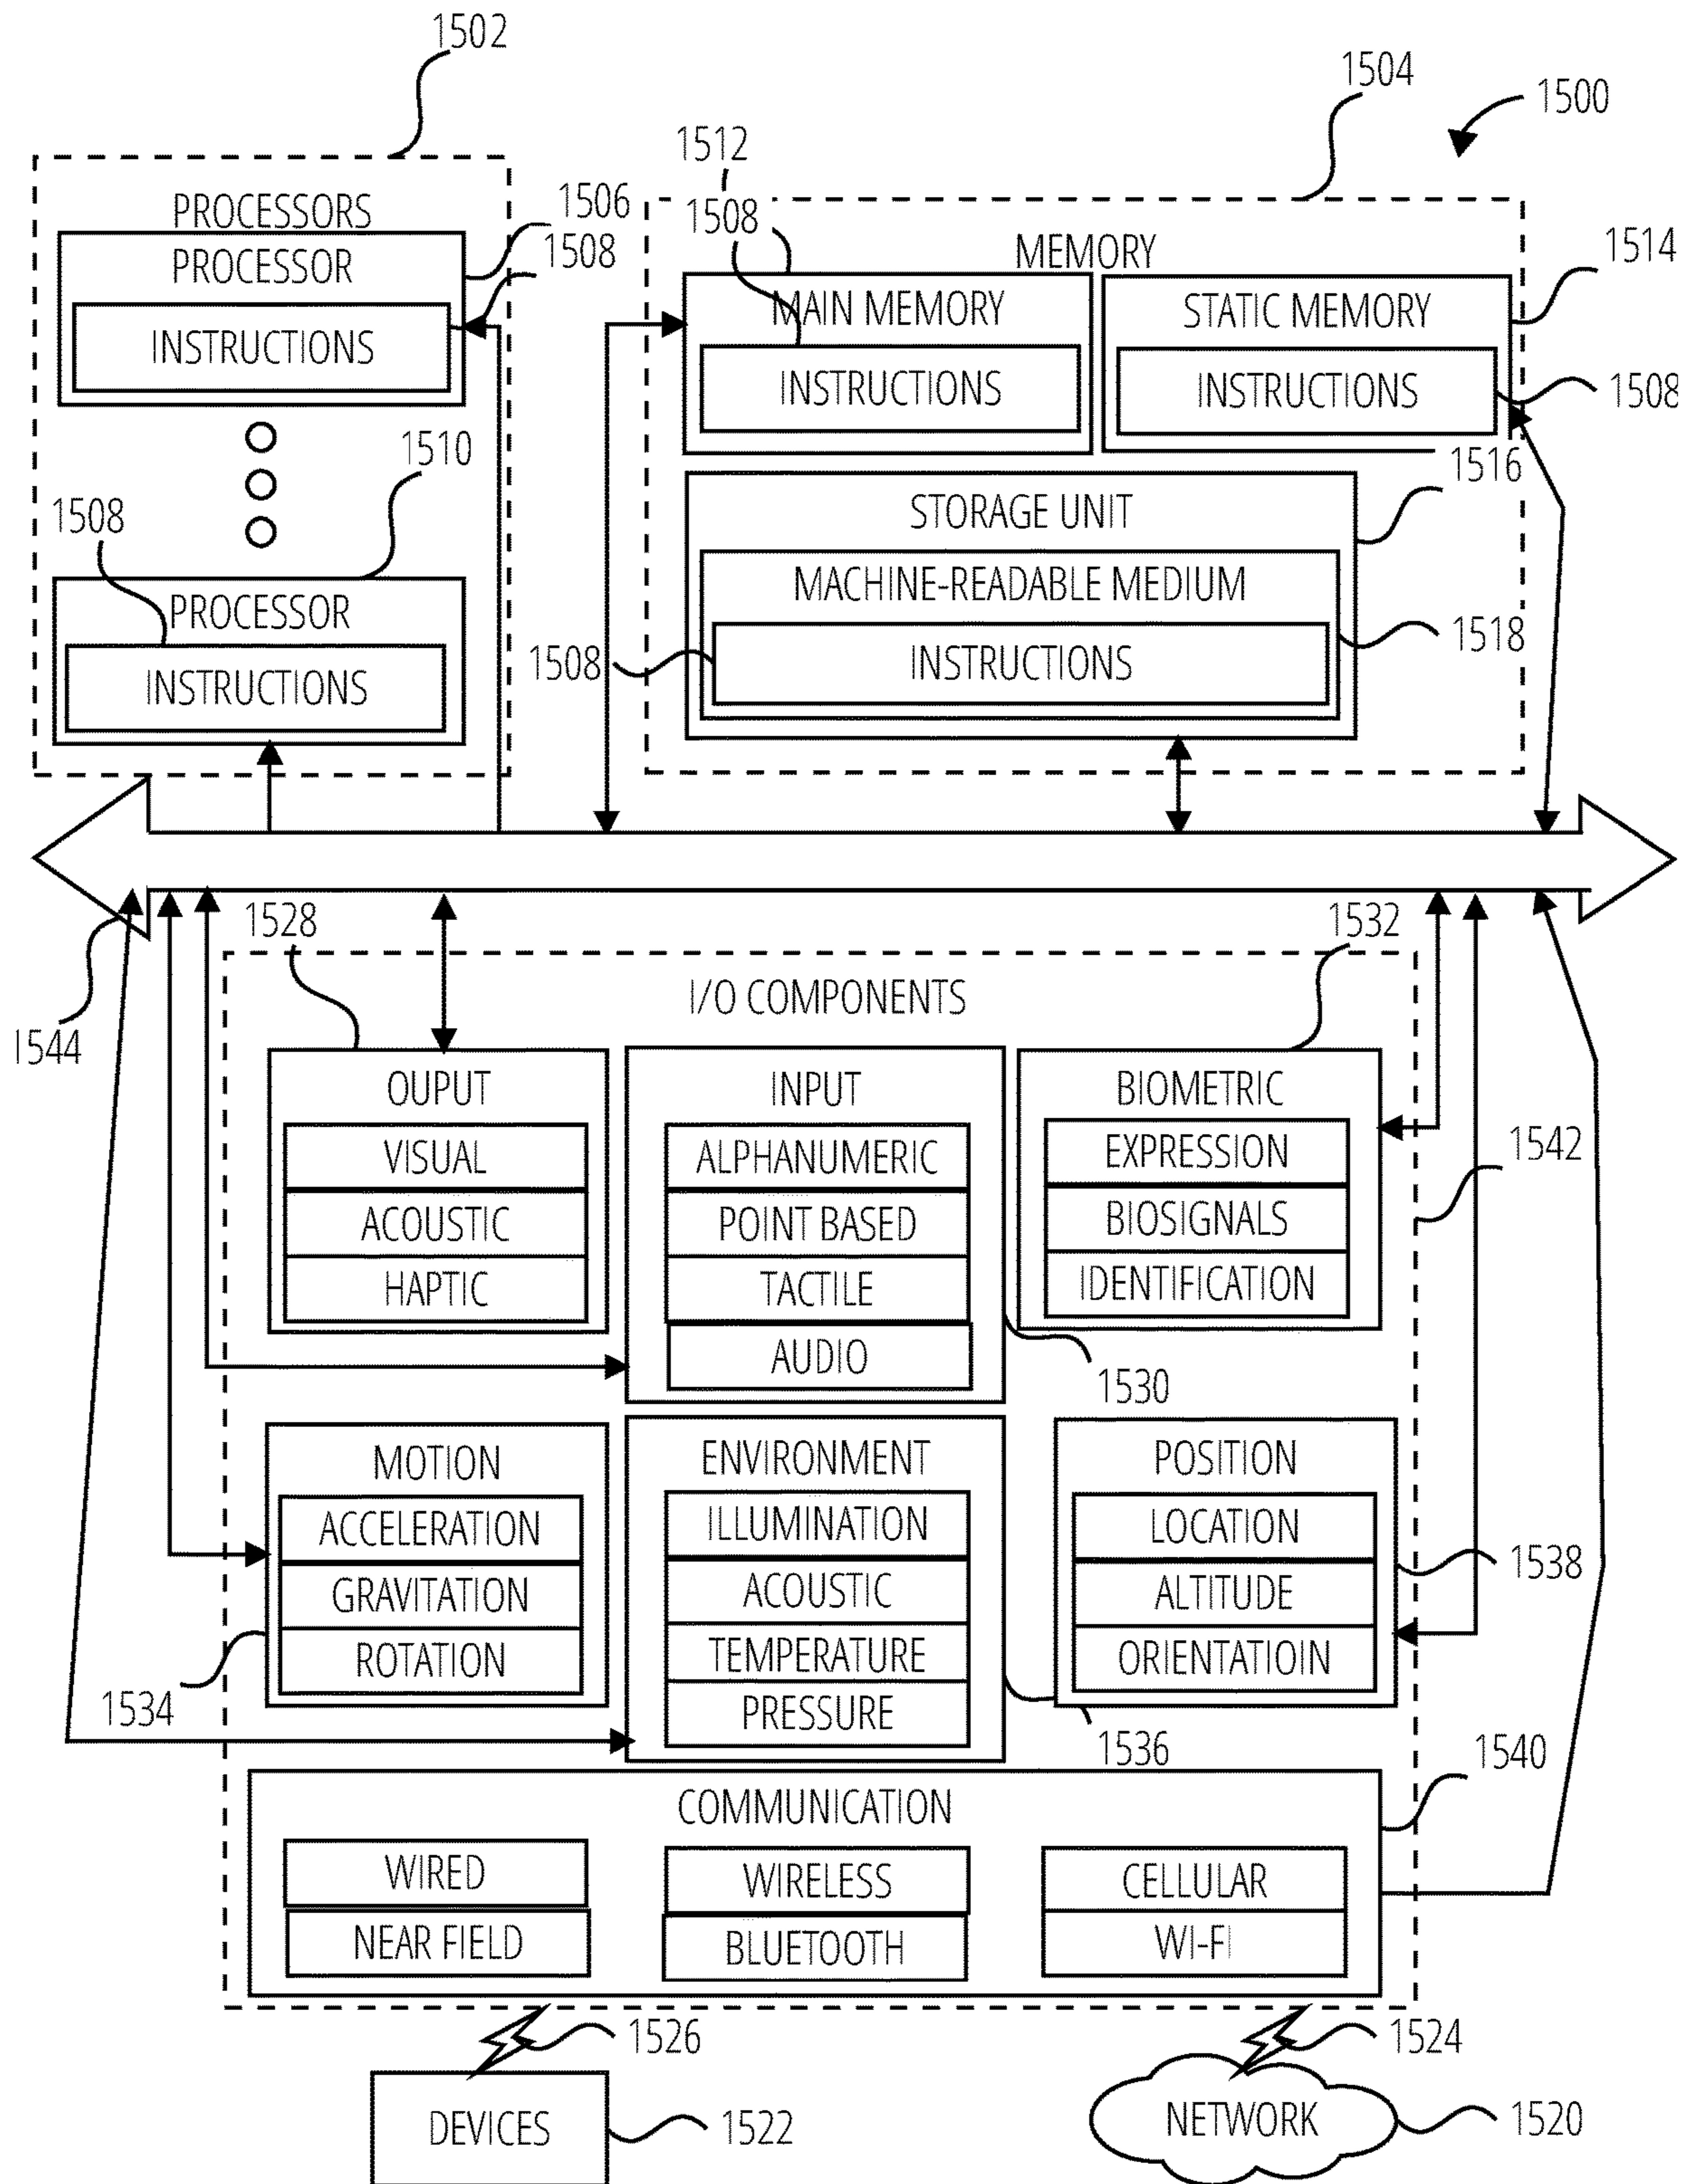 1502
1504
1500
1512
1506
1508
1508
1514
PROCESSORS
PROCESSOR
INSTRUCTIONS
MEMORY
MAIN MEMORY
INSTRUCTIONS
STATIC MEMORY
INSTRUCTIONS
1508
1510
1508
PROCESSOR
INSTRUCTIONS
1516
STORAGE UNIT
MACHINE-READABLE MEDIUM
1518
1508
INSTRUCTIONS
1528
1532
1544
I/O COMPONENTS
OUPUT
VISUAL
ACOUSTIC
HAPTIC
INPUT
ALPHANUMERIC
POINT BASED
TACTILE
AUDIO
BIOMETRIC
EXPRESSION
BIOSIGNALS
IDENTIFICATION
1542
1530
MOTION
ACCELERATION
GRAVITATION
ROTATION
1534
ENVIRONMENT
ILLUMINATION
ACOUSTIC
TEMPERATURE
PRESSURE
1536
POSITION
LOCATION
ALTITUDE
ORIENTATIOIN
1538
1540
COMMUNICATION
WIRED
NEAR FIELD
WIRELESS
BLUETOOTH
CELLULAR
WI-FI
1526
1524
DEVICES
1522
NETWORK
1520